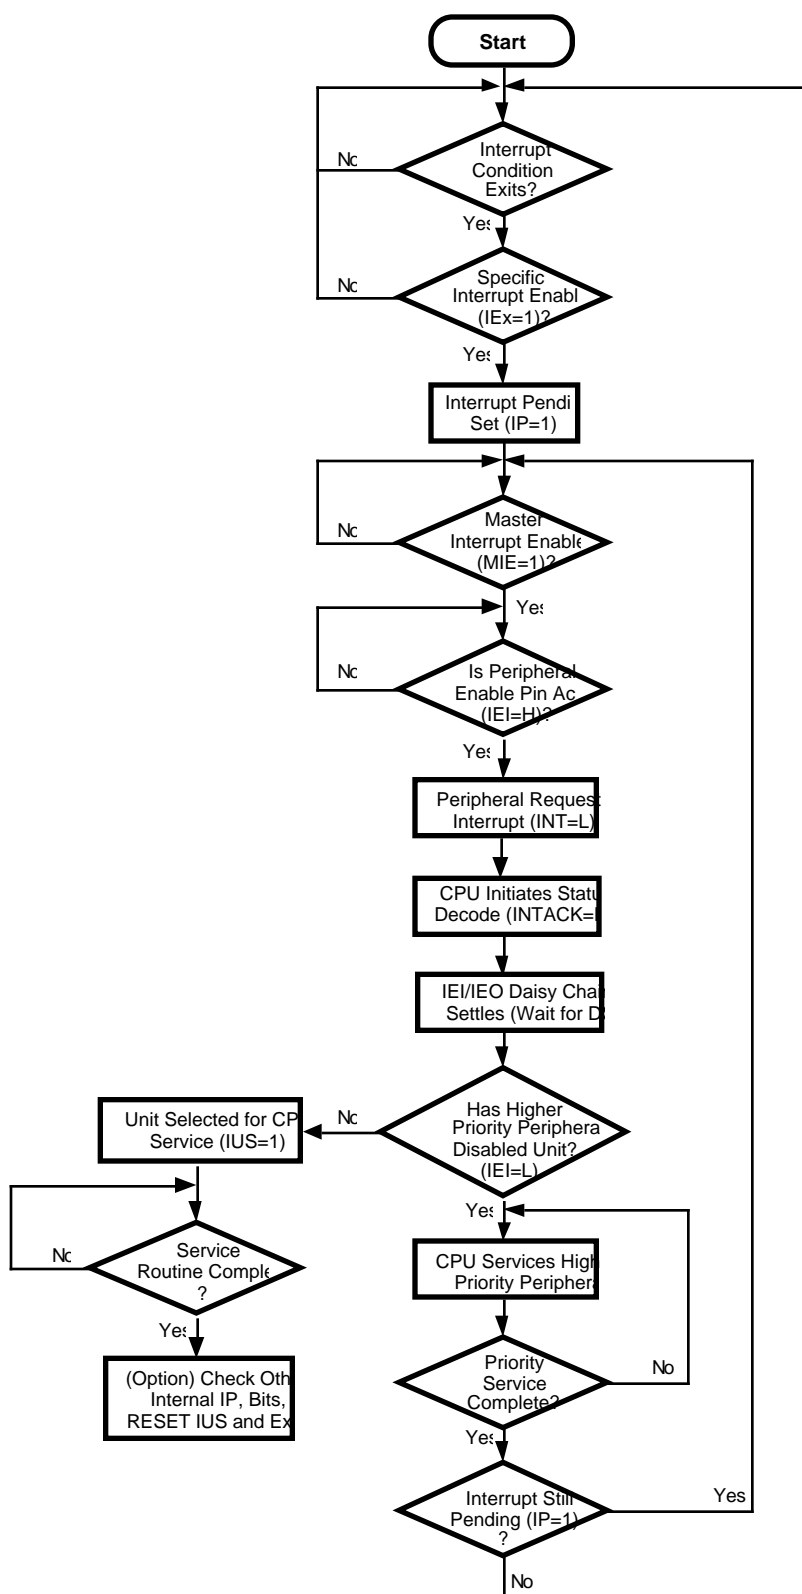 Start
Interrupt
Condition
Exits?
No
Yes
Specific
Interrupt Enabl
(IEx=1)?
No
Yes
Interrupt Pendi
Set (IP=1)
Master
Interrupt Enable
(MIE=1)?
No
Yes
Is Peripheral
Enable Pin Ac
(IEI=H)?
No
Yes
Peripheral Request
Interrupt (INT=L)
CPU Initiates Statu
Decode (INTACK=
IEI/IEO Daisy Chai
Settles (Wait for D
Has Higher
Priority Periphera
Disabled Unit?
(IEI=L)
No
Unit Selected for CP
Service (IUS=1)
Service
Routine Comple
?
No
Yes
(Option) Check Oth
Internal IP, Bits,
RESET IUS and Ex
Yes
CPU Services High
Priority Periphera
Priority
Service
Complete?
No
Yes
Interrupt Still
Pending (IP=1)
?
Yes
No